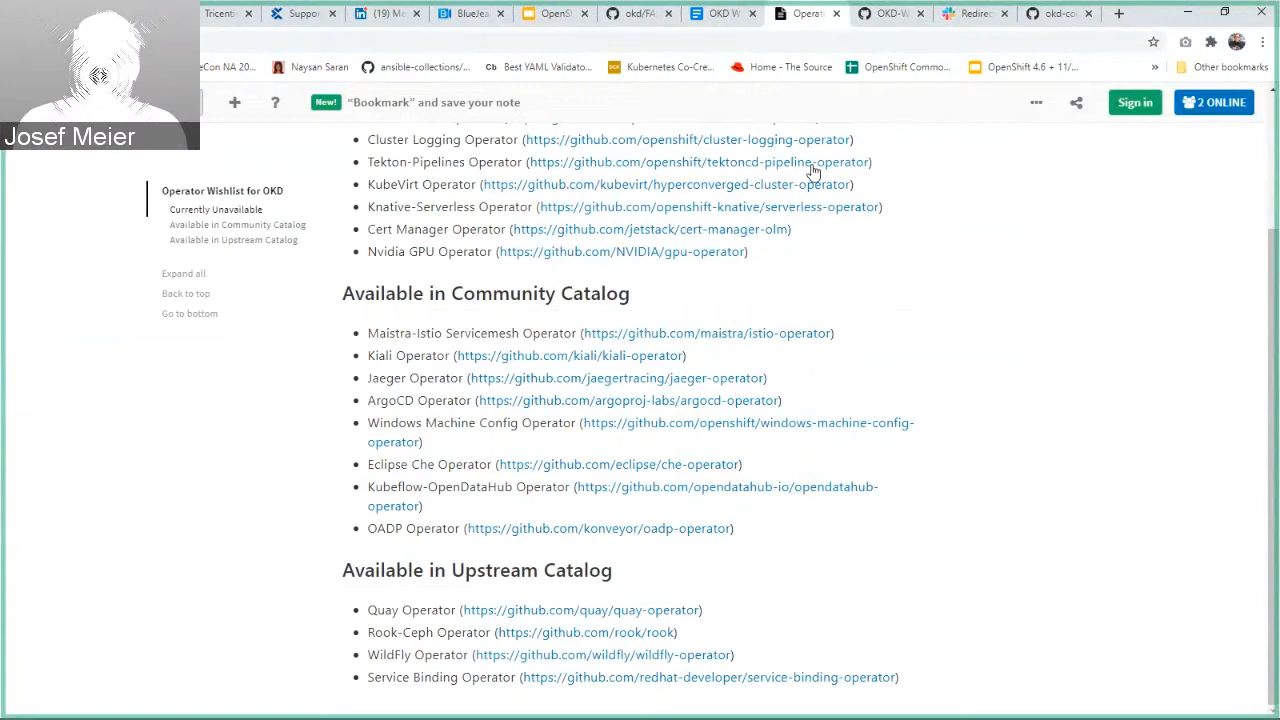 Tricentin
Suppor
(19) Me
BlueJea
OpenSh
okd/FA
OKD W
Operat
OKD-W
Redirec
okd-co
eCon NA 20...
Naysan Saran
ansible-collections/...
Cb Best YAML Validato...
Kubernetes Co-Cre...
Home - The Source
OpenShift Commo...
OpenShift 4.6 + 11/...
»
Other bookmarks
Josef Meier
New! “Bookmark” and save your note
Sign in
2 ONLINE
Operator Wishlist for OKD
Currently Unavailable
Available in Community Catalog
Available in Upstream Catalog
Expand all
Back to top
Go to bottom
Cluster Logging Operator (https://github.com/openshift/cluster-logging-operator)
Tekton-Pipelines Operator (https://github.com/openshift/tektoncd-pipeline-operator)
KubeVirt Operator (https://github.com/kubevirt/hyperconverged-cluster-operator)
Knative-Serverless Operator (https://github.com/openshift-knative/serverless-operator)
Cert Manager Operator (https://github.com/jetstack/cert-manager-olm)
Nvidia GPU Operator (https://github.com/NVIDIA/gpu-operator)
Available in Community Catalog
Maistra-Istio Servicemesh Operator (https://github.com/maistra/istio-operator)
Kiali Operator (https://github.com/kiali/kiali-operator)
Jaeger Operator (https://github.com/jaegertracing/jaeger-operator)
ArgoCD Operator (https://github.com/argoproj-labs/argocd-operator)
Windows Machine Config Operator (https://github.com/openshift/windows-machine-config-
operator)
Eclipse Che Operator (https://github.com/eclipse/che-operator)
Kubeflow-OpenDataHub Operator (https://github.com/opendatahub-io/opendatahub-
operator)
OADP Operator (https://github.com/konveyor/oadp-operator)
Available in Upstream Catalog
Quay Operator (https://github.com/quay/quay-operator)
Rook-Ceph Operator (https://github.com/rook/rook)
WildFly Operator (https://github.com/wildfly/wildfly-operator)
Service Binding Operator (https://github.com/redhat-developer/service-binding-operator)